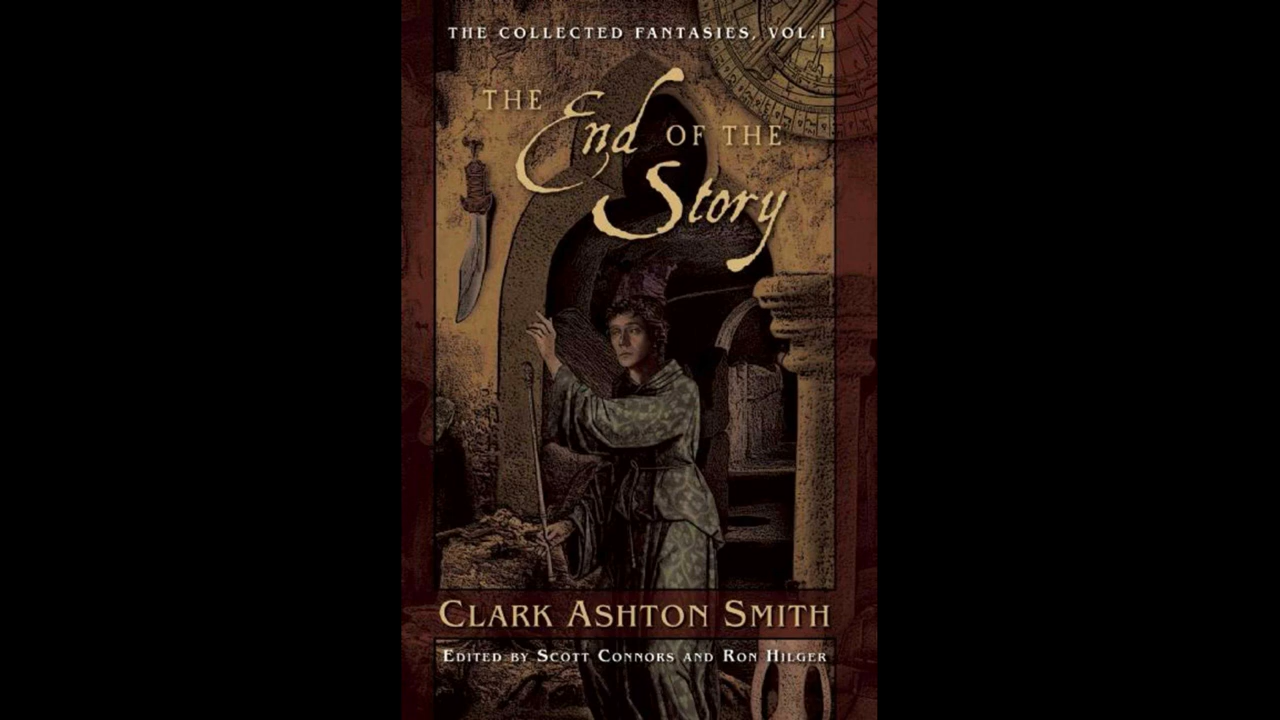 THE COLLECTED FANTASIES, VOL.1
THE End OF THE
Story
CLARK ASHTON SMITH
EDITED BY SCOTT CONNORS AND RON HILGER